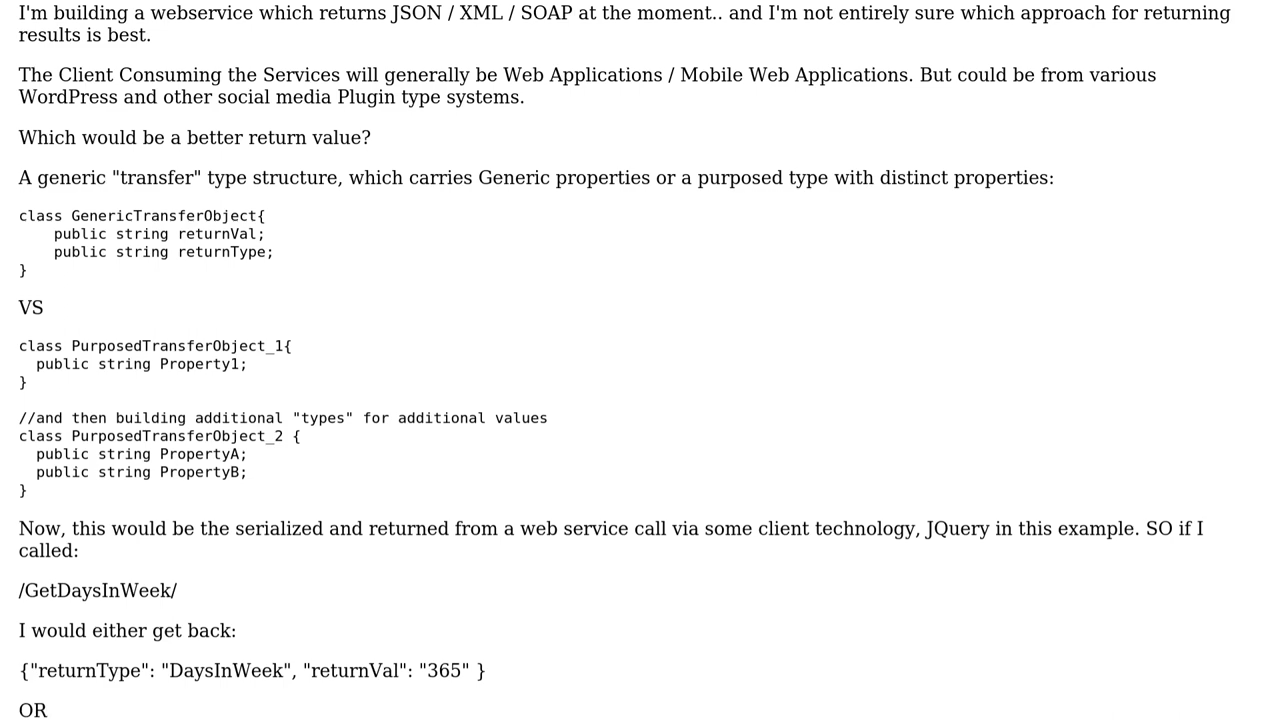 I'm building a webservice which returns JSON / XML / SOAP at the moment.. and I'm not entirely sure which approach for returning
results is best.
The Client Consuming the Services will generally be Web Applications / Mobile Web Applications. But could be from various
WordPress and other social media Plugin type systems.
Which would be a better return value?
A generic "transfer" type structure, which carries Generic properties or a purposed type with distinct properties:
class GenericTransferObject{
    public string returnVal;
    public string returnType;
}
VS
class PurposedTransferObject_1{
  public string Property1;
}
//and then building additional "types" for additional values
class PurposedTransferObject_2 {
  public string PropertyA;
  public string PropertyB;
}
Now, this would be the serialized and returned from a web service call via some client technology, JQuery in this example. SO if I
called:
/GetDaysInWeek/
I would either get back:
{"returnType": "DaysInWeek", "returnVal": "365" }
OR